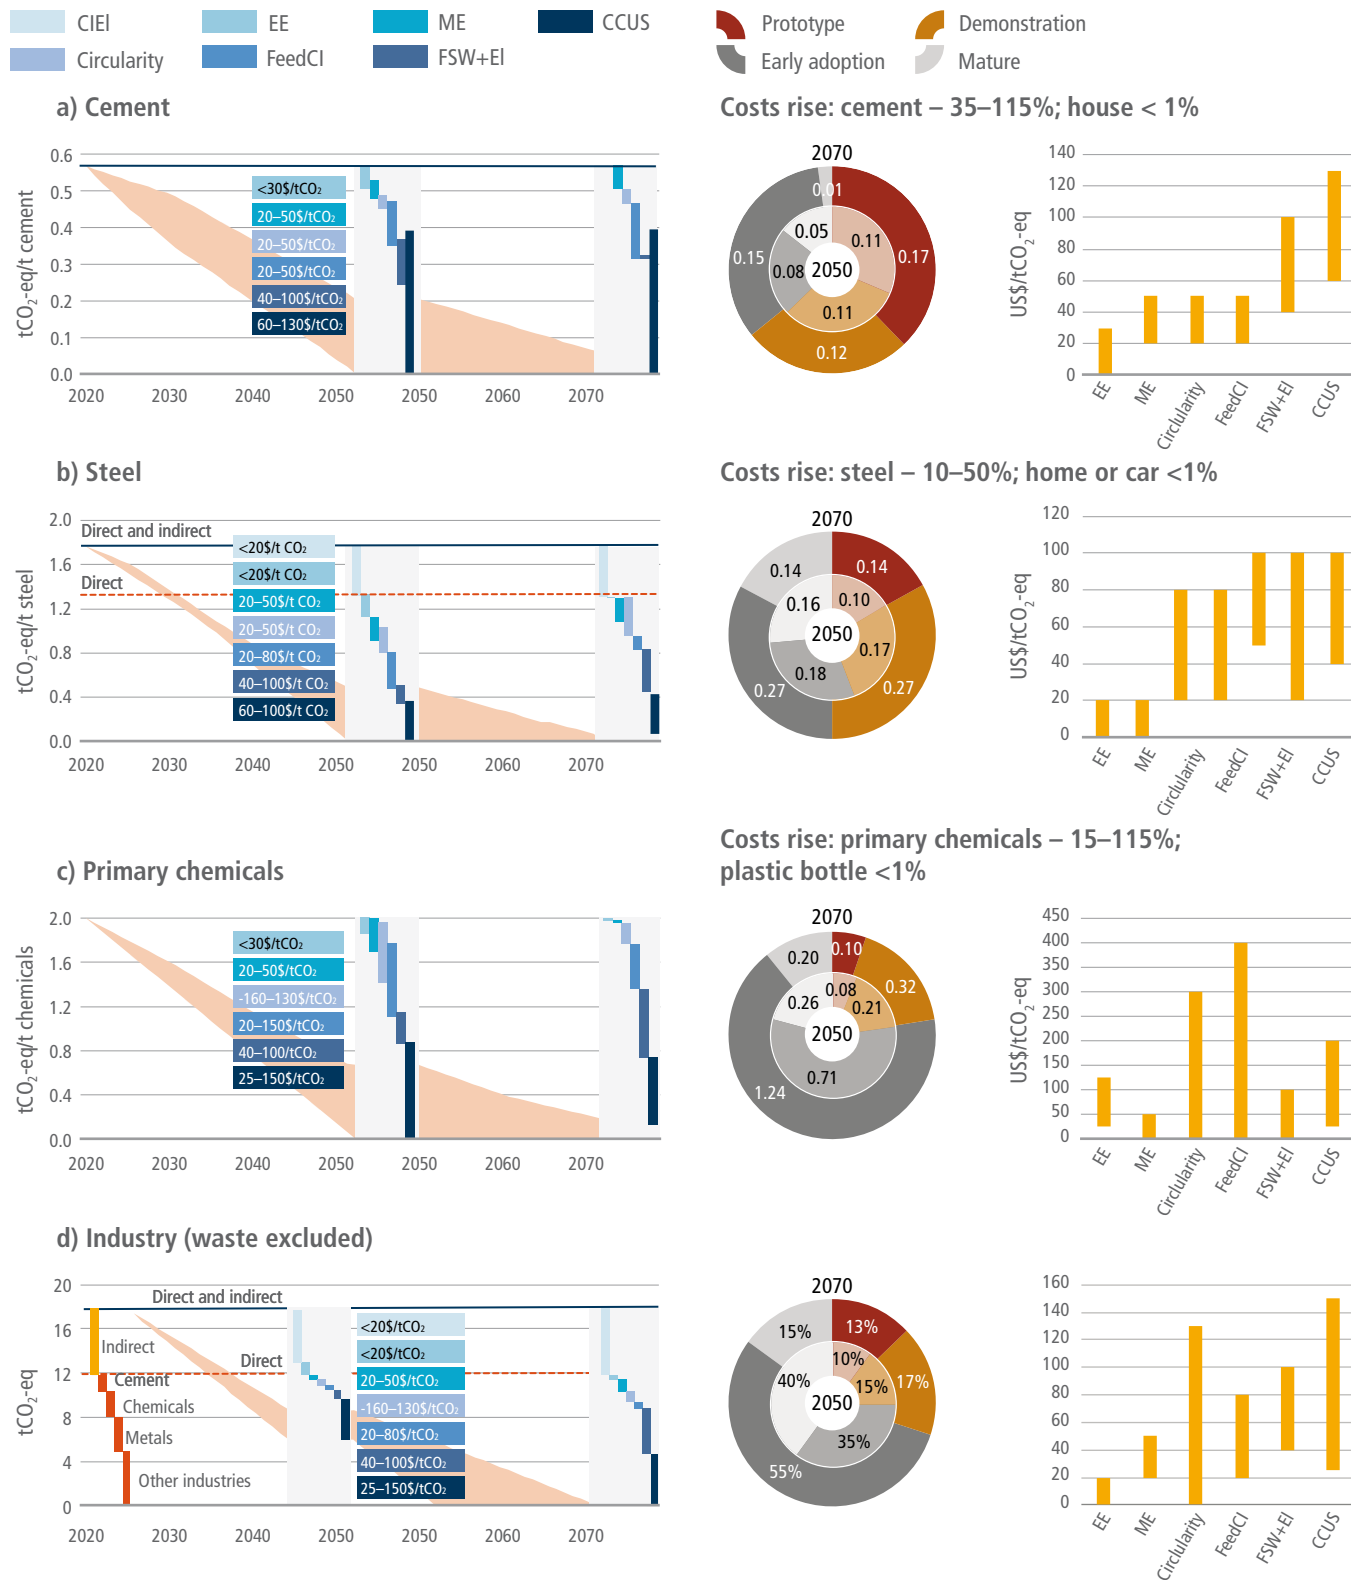 CIEl
EE
ME
CCUS
Circularity
FeedCI
FSW+El
Prototype
Demonstration
Early adoption
Mature
a) Cement
Costs rise: cement – 35–115%; house < 1%
tCO₂-eq/t cement
0.6
0.5
0.4
0.3
0.2
0.1
0.0
<30$/tCO₂
20–50$/tCO₂
20–50$/tCO₂
20–50$/tCO₂
40–100$/tCO₂
60–130$/tCO₂
2020
2030
2040
2050
2050
2060
2070
2070
0.01
0.17
0.12
0.15
0.05
0.11
0.11
0.08
2050
US$/tCO₂-eq
140
120
100
80
60
40
20
0
EE
ME
Circlularity
FeedCI
FSW+El
CCUS
b) Steel
Costs rise: steel – 10–50%; home or car <1%
tCO₂-eq/t steel
2.0
1.6
1.2
0.8
0.4
0.0
Direct and indirect
Direct
<20$/t CO₂
<20$/t CO₂
20–50$/t CO₂
20–50$/t CO₂
20–80$/t CO₂
40–100$/t CO₂
60–100$/t CO₂
2020
2030
2040
2050
2050
2060
2070
2070
0.14
0.14
0.27
0.27
0.16
0.10
0.17
0.18
2050
US$/tCO₂-eq
120
100
80
60
40
20
0
EE
ME
Circlularity
FeedCI
FSW+El
CCUS
c) Primary chemicals
Costs rise: primary chemicals – 15–115%;
plastic bottle <1%
tCO₂-eq/t chemicals
2.0
1.6
1.2
0.8
0.4
0.0
<30$/tCO₂
20–50$/tCO₂
-160–130$/tCO₂
20–150$/tCO₂
40–100/tCO₂
25–150$/tCO₂
2020
2030
2040
2050
2050
2060
2070
2070
0.20
0.10
0.32
1.24
0.26
0.08
0.21
0.71
2050
US$/tCO₂-eq
450
400
350
300
250
200
150
100
50
0
EE
ME
Circlularity
FeedCI
FSW+El
CCUS
d) Industry (waste excluded)
tCO₂-eq
20
16
12
8
4
0
Direct and indirect
Indirect
Direct
Cement
Chemicals
Metals
Other industries
<20$/tCO₂
<20$/tCO₂
20–50$/tCO₂
-160–130$/tCO₂
20–80$/tCO₂
40–100$/tCO₂
25–150$/tCO₂
2020
2030
2040
2050
2050
2060
2070
2070
15%
13%
17%
55%
40%
10%
15%
35%
2050
160
140
120
100
80
60
40
20
0
EE
ME
Circlularity
FeedCI
FSW+El
CCUS